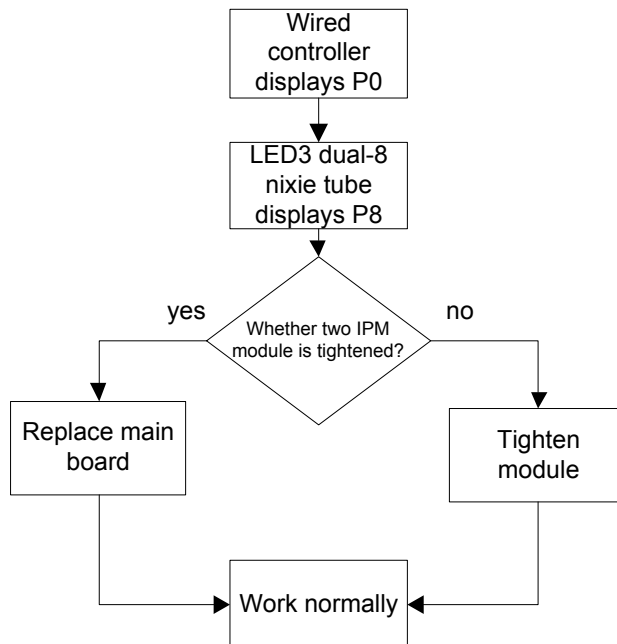 Wired
controller
displays P0
LED3 dual-8
nixie tube
displays P8
yes
no
Whether two IPM
module is tightened?
Replace main
board
Tighten
module
Work normally